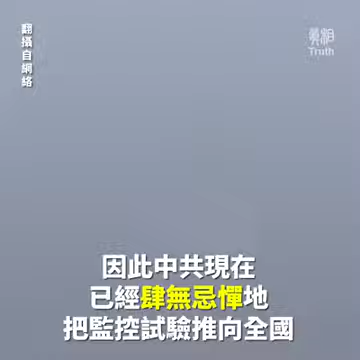 翻攝自網絡
真相
Truth
因此中共現在
已經肆無忌憚地
把監控試驗推向全國